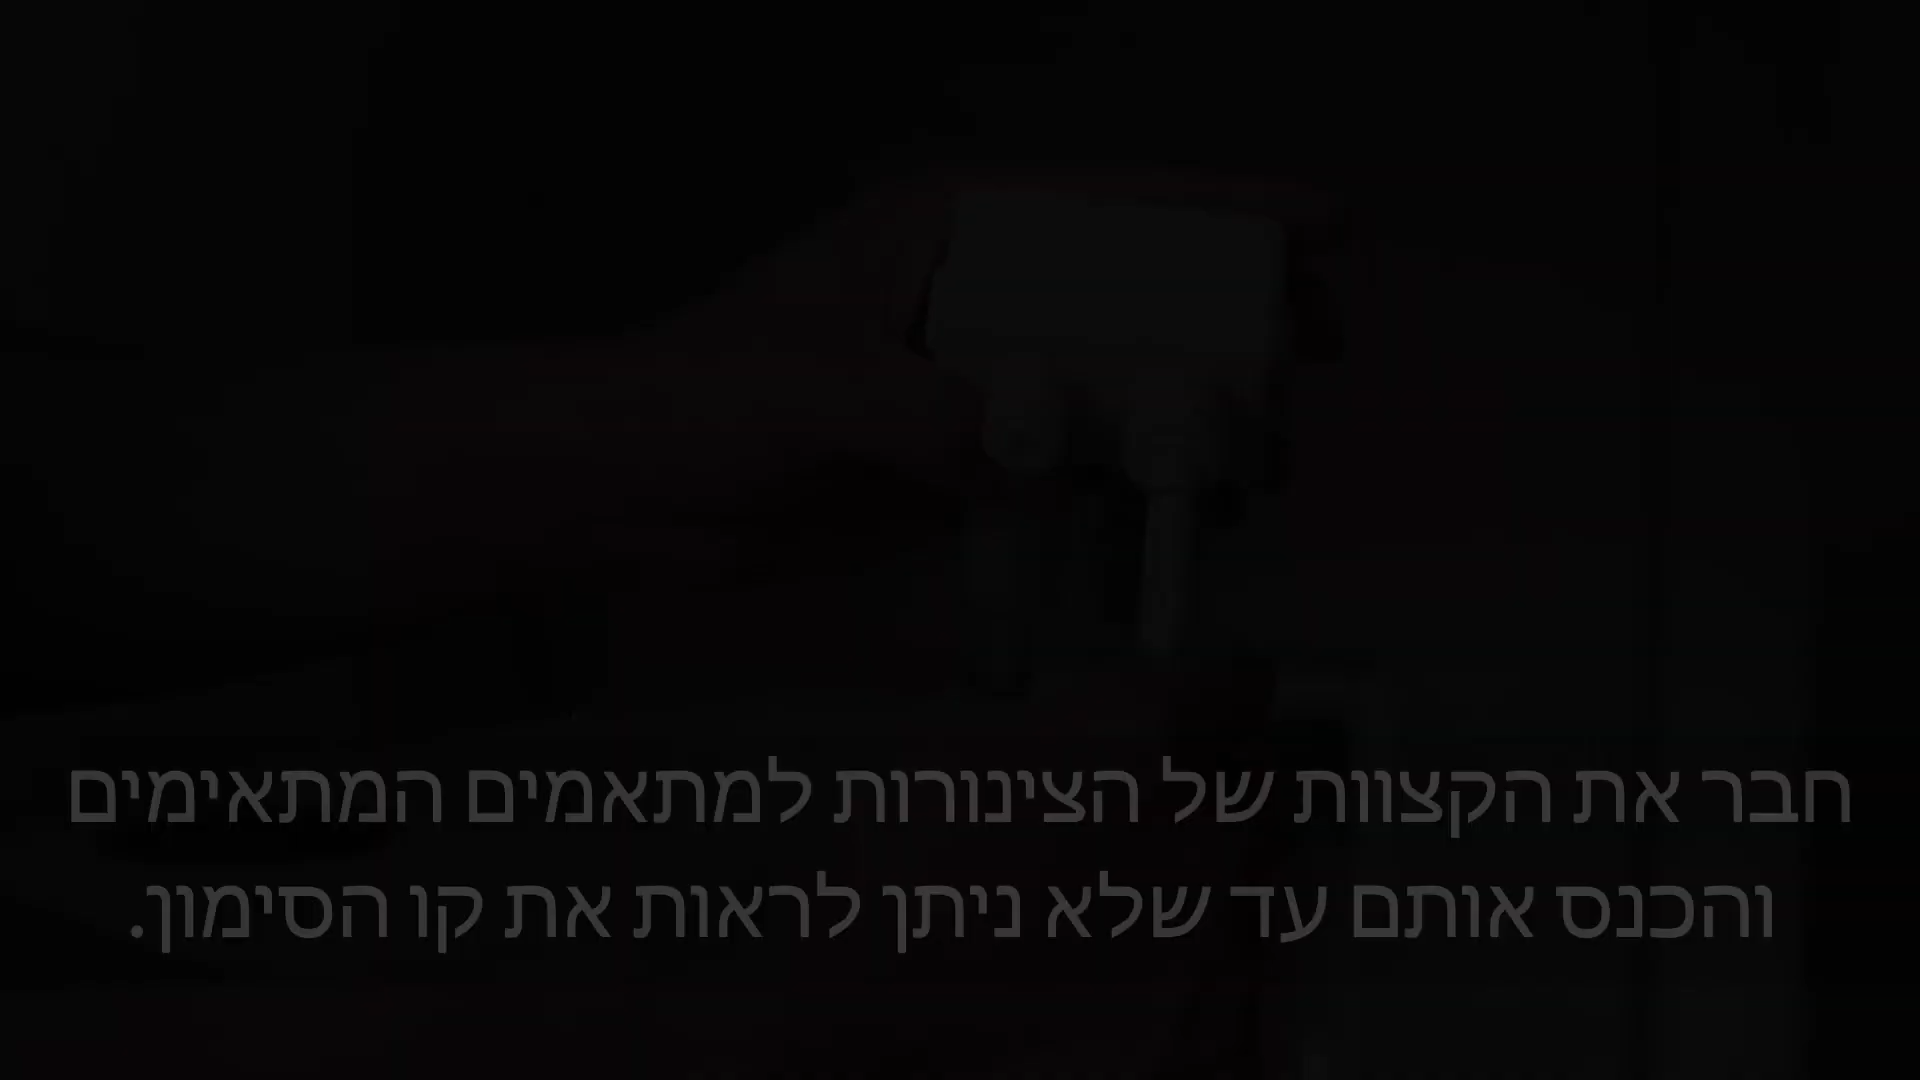 חבר את הקצוות של הצינורות למתאמים המתאימים
והכנס אותם עד שלא ניתן לראות את קו הסימון.